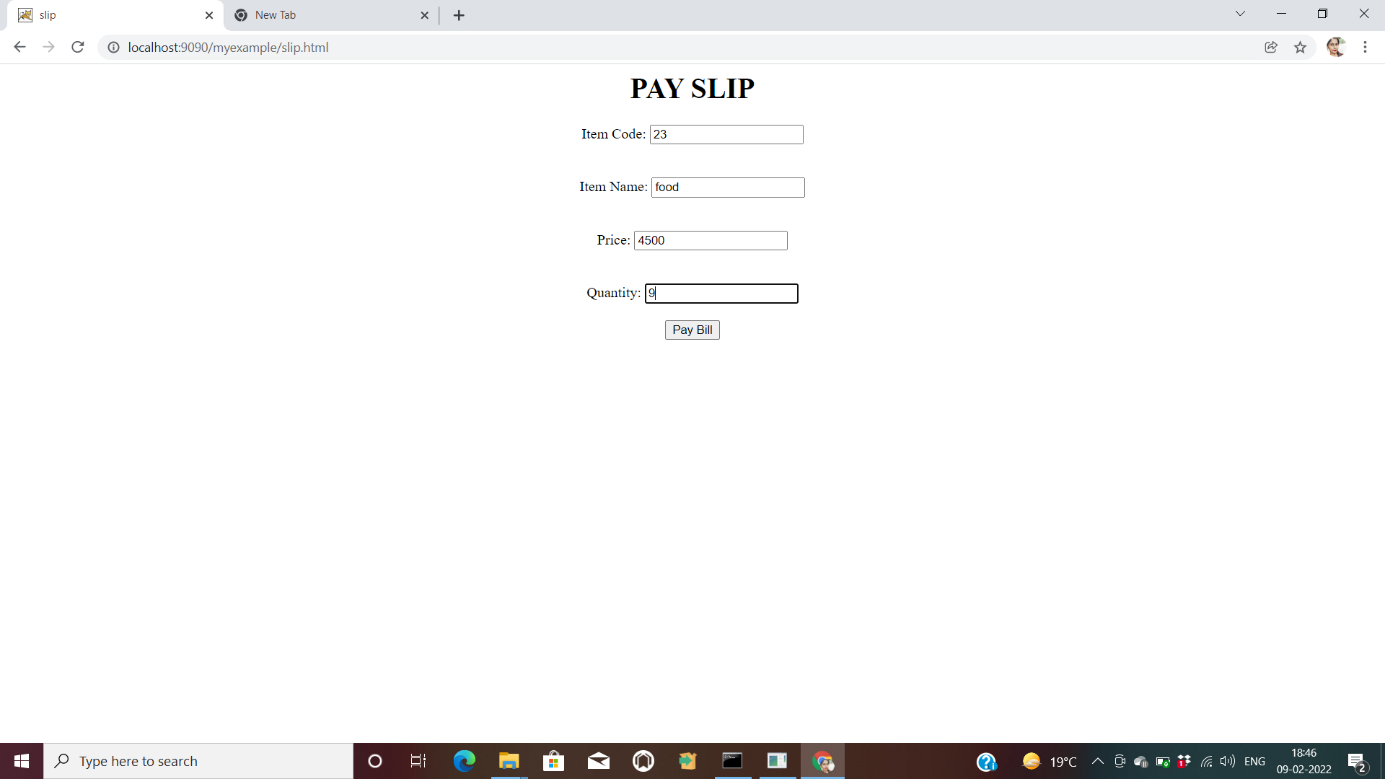 slip
New Tab
localhost:9090/myexample/slip.html
PAY SLIP
Item Code: 23
Item Name: food
Price: 4500
Quantity: 9
Pay Bill
Type here to search
19°C
ENG
18:46
09-02-2022
2